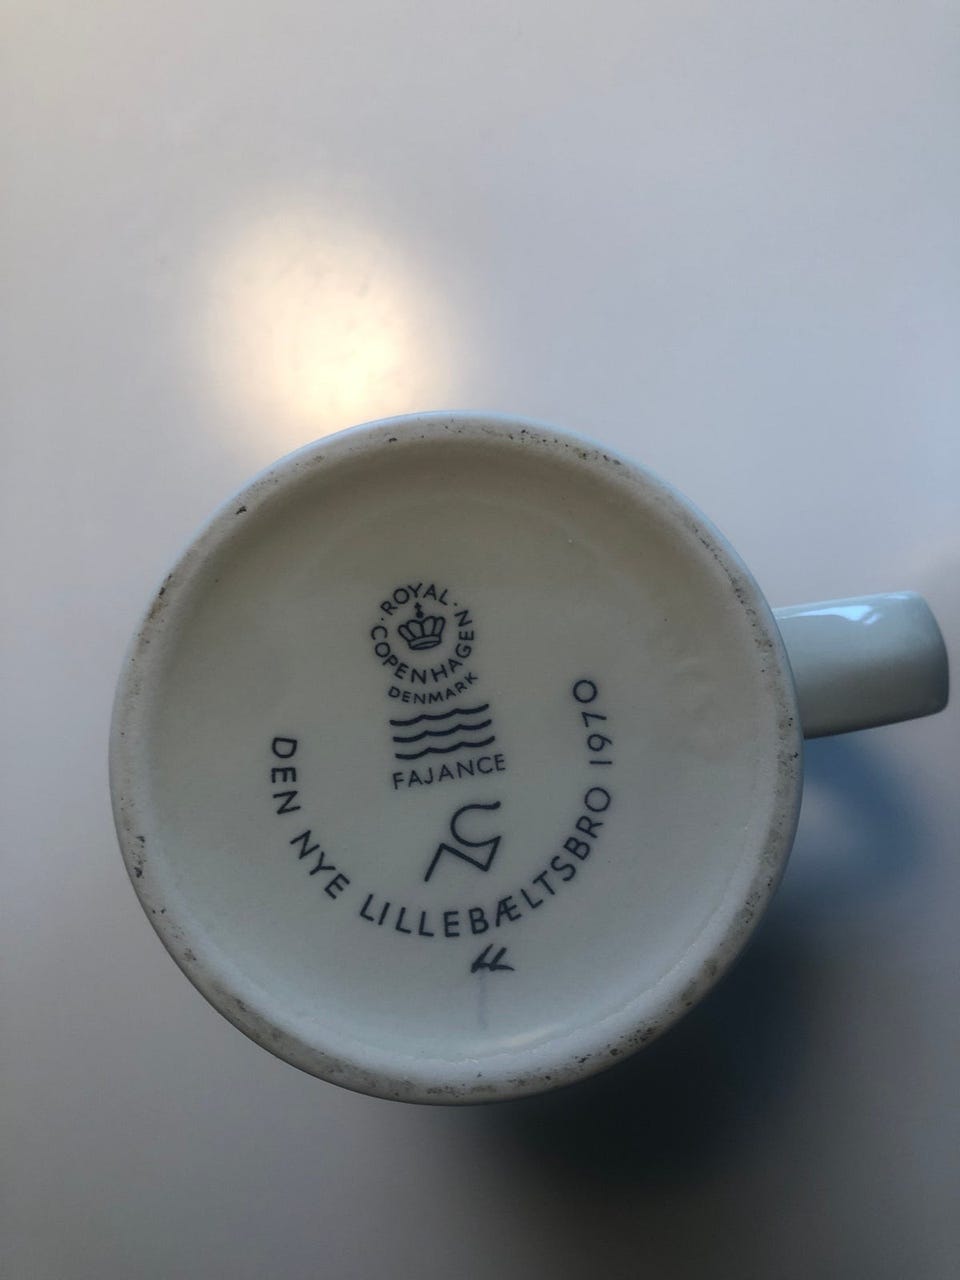 ROYAL · COPENHAGEN ·
DENMARK
FAJANCE
DEN NYE LILLEBÆLTSBRO 1970